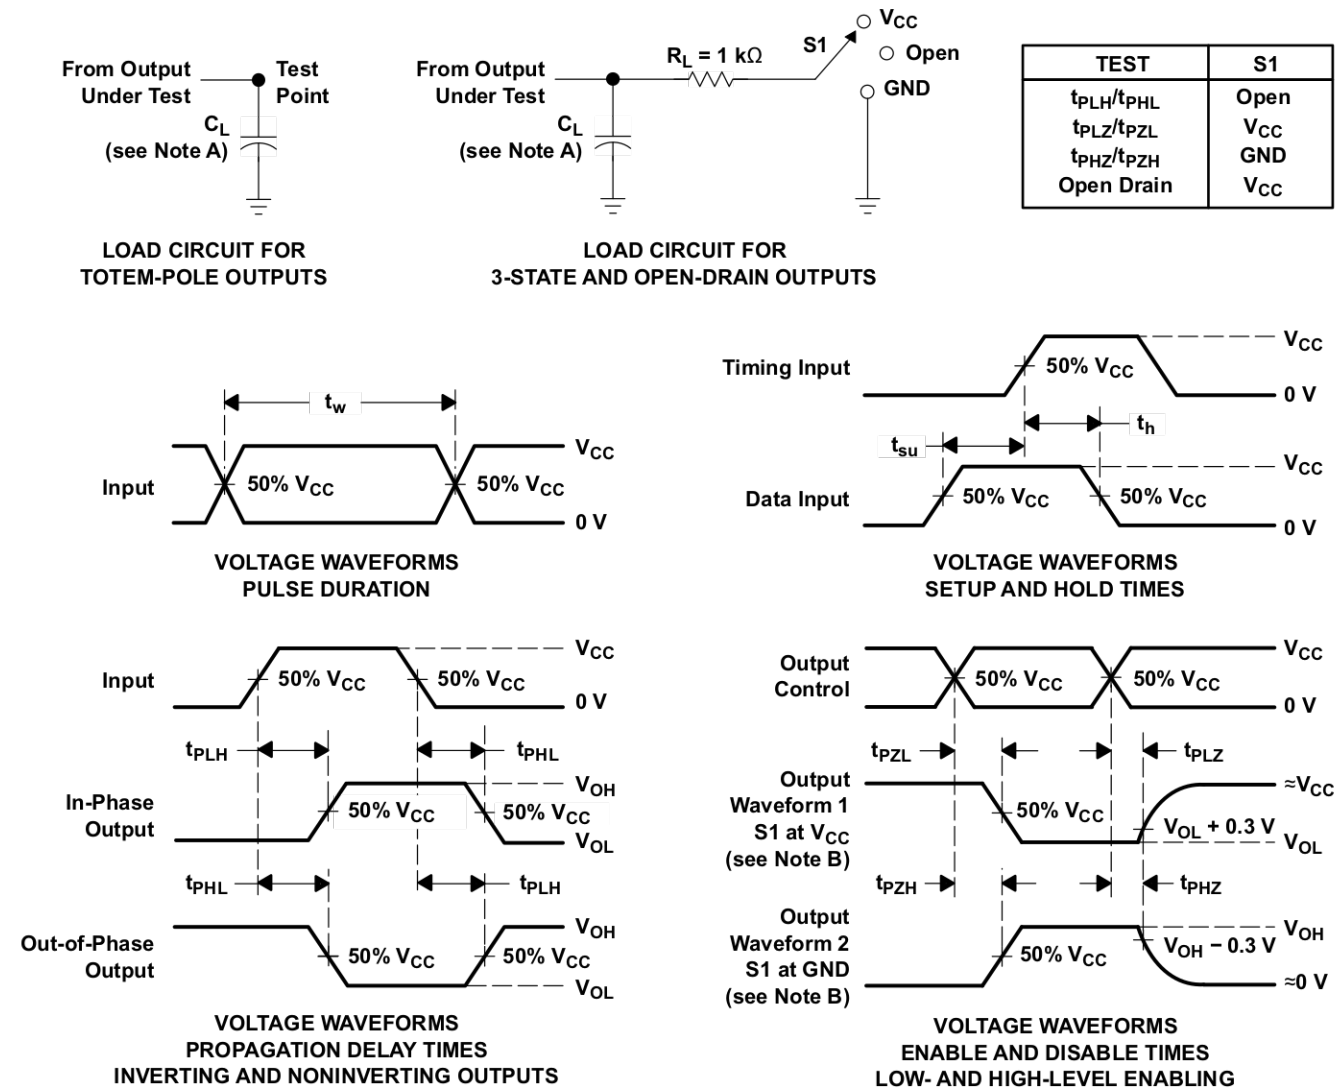 From Output
Under Test
Test
Point
CL
(see Note A)
LOAD CIRCUIT FOR
TOTEM-POLE OUTPUTS
From Output
Under Test
RL = 1 kΩ
S1
VCC
Open
GND
CL
(see Note A)
LOAD CIRCUIT FOR
3-STATE AND OPEN-DRAIN OUTPUTS
TEST S1
tPLH/tPHL Open
tPLZ/tPZL VCC
tPHZ/tPZH GND
Open Drain VCC
tw
Input
50% VCC
50% VCC
VCC
0 V
VOLTAGE WAVEFORMS
PULSE DURATION
Timing Input
50% VCC
VCC
0 V
tsu
th
Data Input
50% VCC
50% VCC
VCC
0 V
VOLTAGE WAVEFORMS
SETUP AND HOLD TIMES
Input
50% VCC
50% VCC
VCC
0 V
tPLH
tPHL
In-Phase
Output
50% VCC
50% VCC
VOH
VOL
tPHL
tPLH
Out-of-Phase
Output
50% VCC
50% VCC
VOH
VOL
VOLTAGE WAVEFORMS
PROPAGATION DELAY TIMES
INVERTING AND NONINVERTING OUTPUTS
Output
Control
50% VCC
50% VCC
VCC
0 V
tPZL
tPLZ
Output
Waveform 1
S1 at VCC
(see Note B)
50% VCC
≈VCC
VOL + 0.3 V
VOL
tPZH
tPHZ
Output
Waveform 2
S1 at GND
(see Note B)
50% VCC
VOH
VOH − 0.3 V
≈0 V
VOLTAGE WAVEFORMS
ENABLE AND DISABLE TIMES
LOW- AND HIGH-LEVEL ENABLING